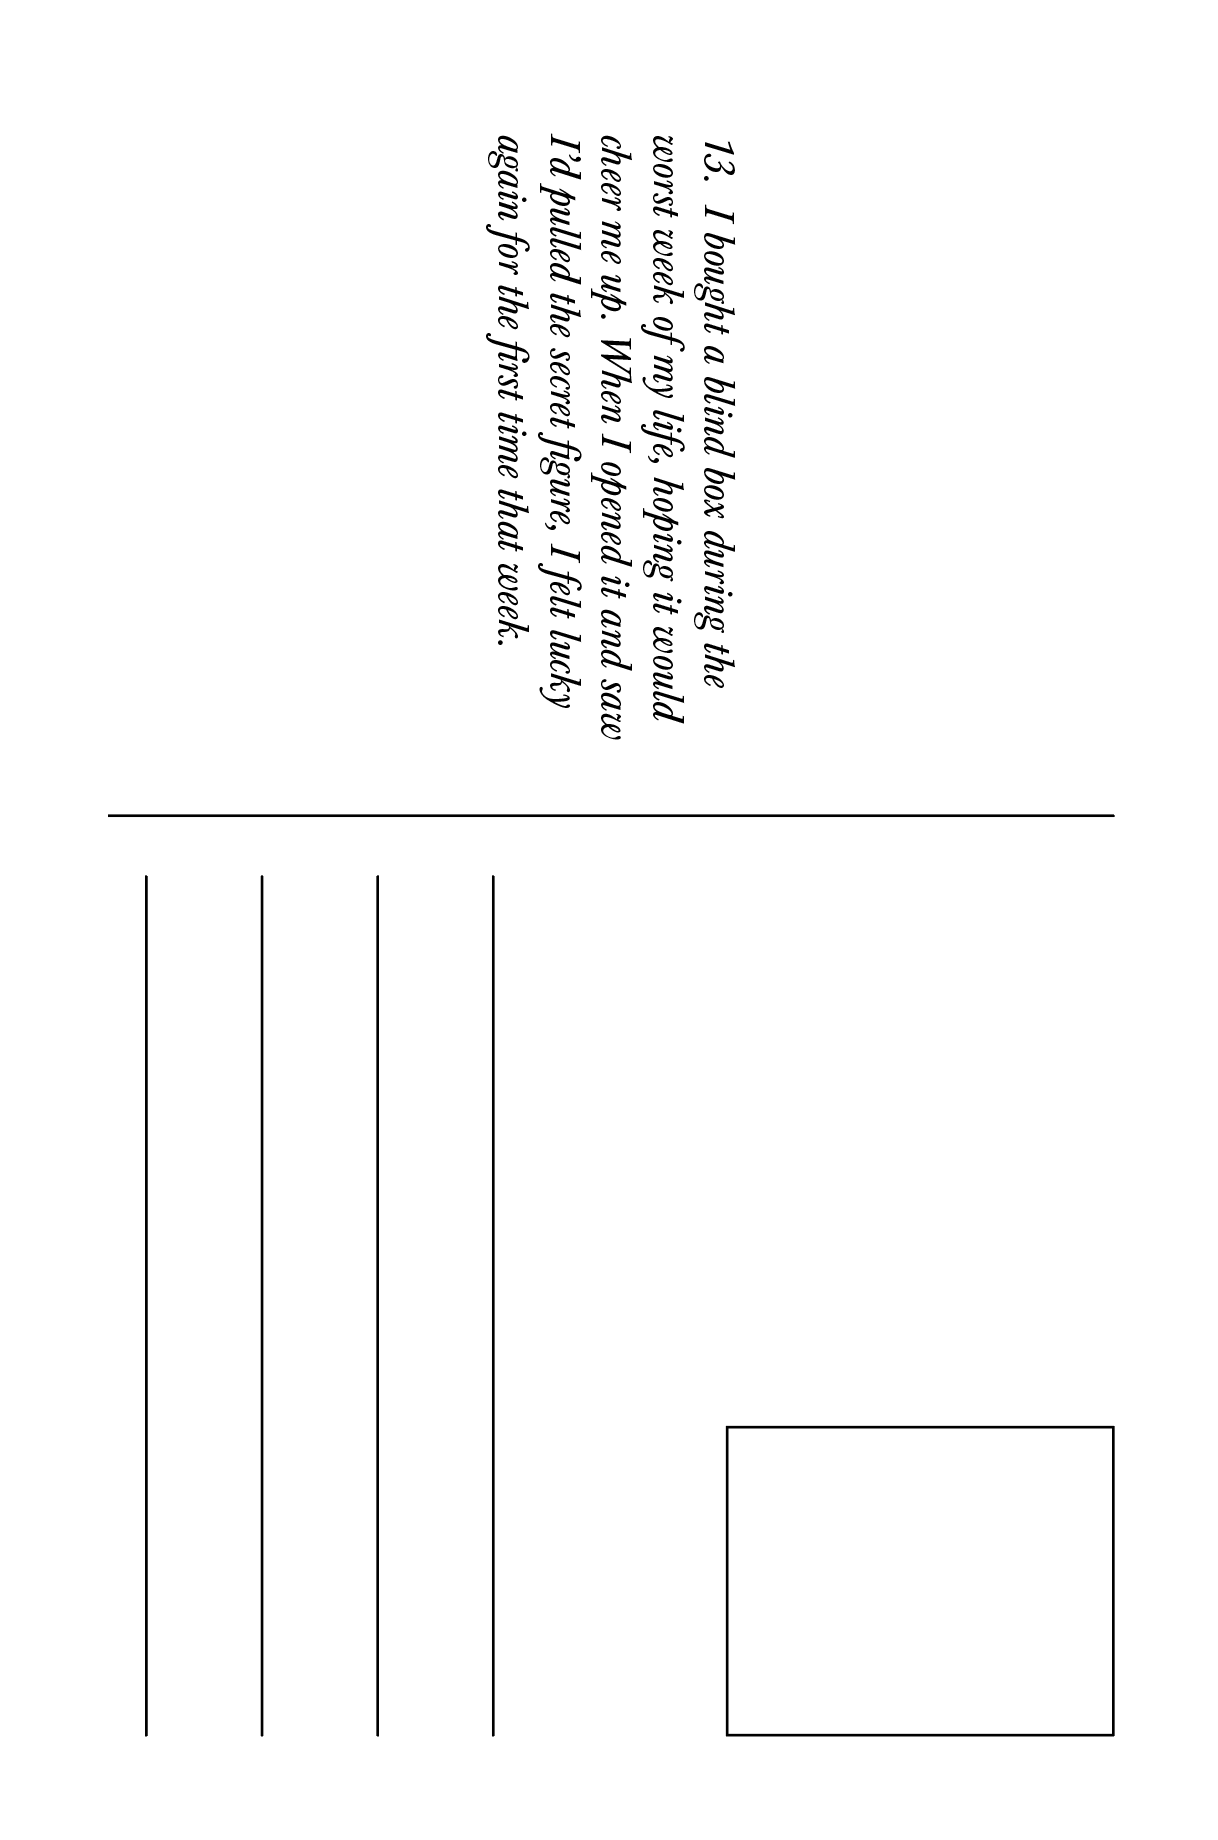 13. I bought a blind box during the
worst week of my life, hoping it would
cheer me up. When I opened it and saw
I’d pulled the secret figure, I felt lucky
again for the first time that week.